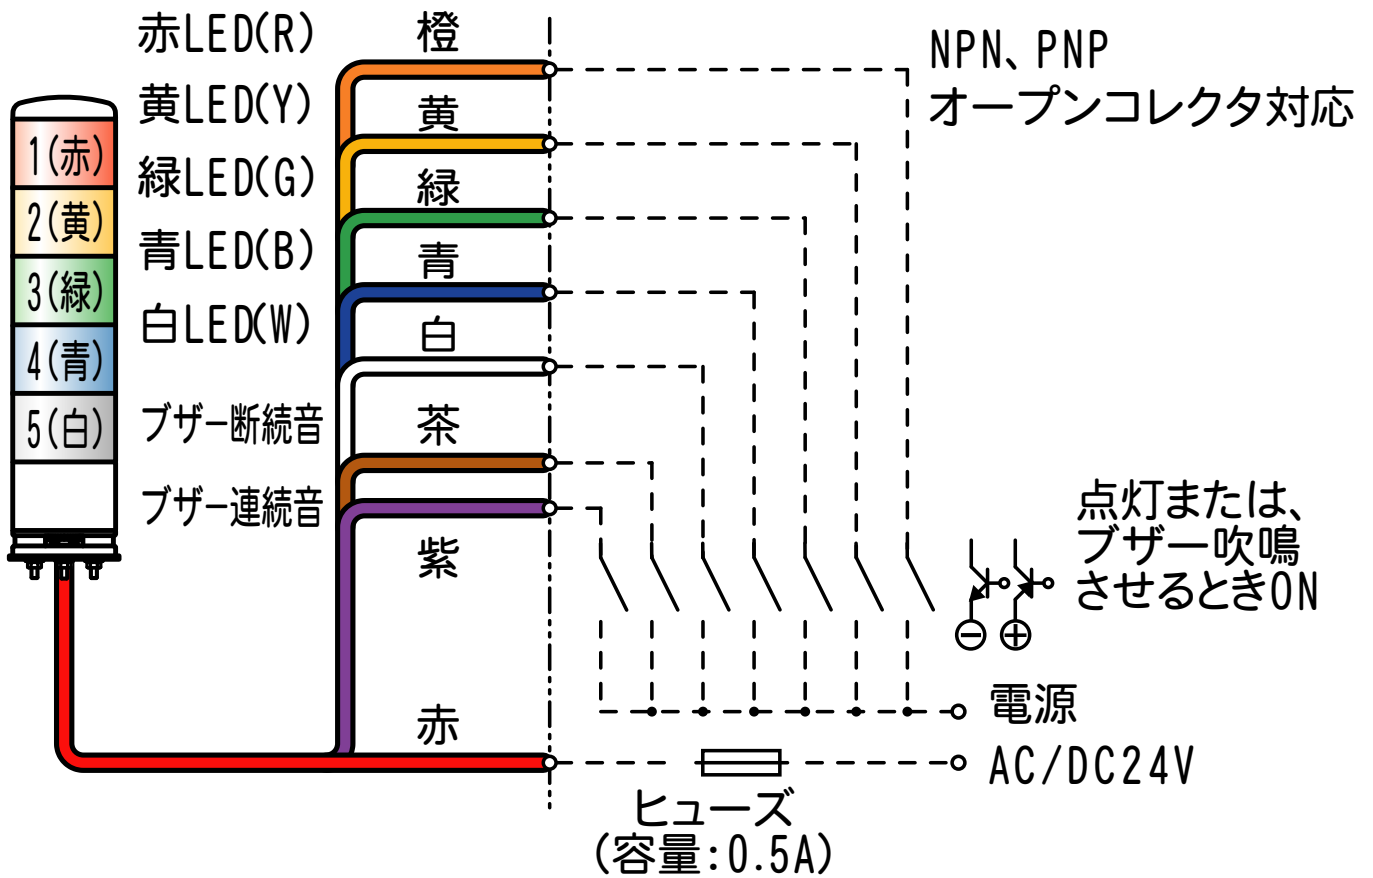 赤LED(R)
橙
NPN、PNP
オープンコレクタ対応
黄LED(Y)
黄
1(赤)
緑LED(G)
緑
2(黄)
青LED(B)
青
3(緑)
白LED(W)
白
4(青)
ブザー断続音
茶
5(白)
ブザー連続音
紫
点灯または、
ブザー吹鳴
させるときON
赤
電源
AC/DC24V
ヒューズ
(容量:0.5A)